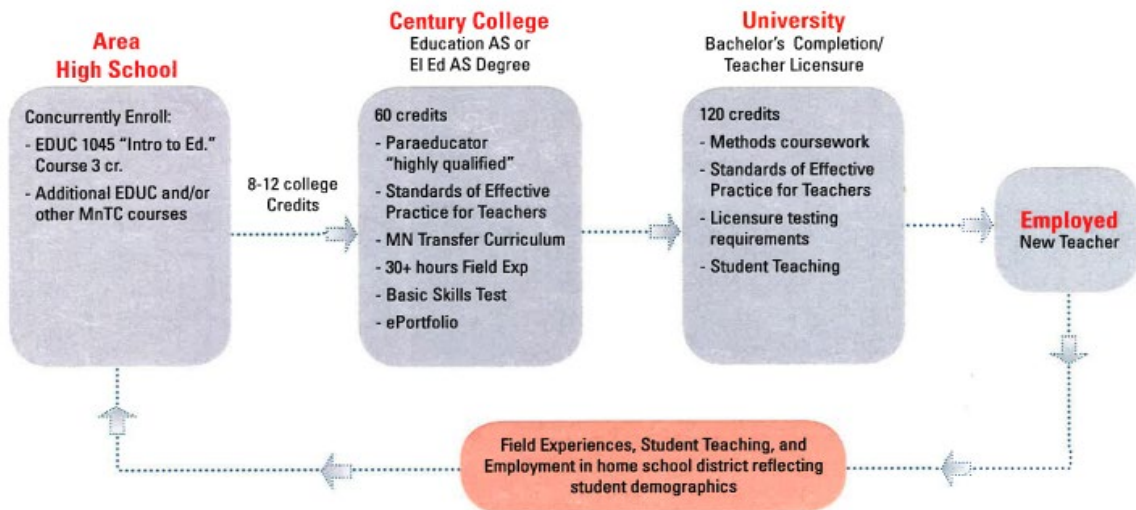 Area
High School
Concurrently Enroll:
- EDUC 1045 “Intro to Ed.”
Course 3 cr.
- Additional EDUC and/or
other MnTC courses
8-12 college
Credits
Century College
Education AS or
El Ed AS Degree
60 credits
- Paraeducator
“highly qualified”
- Standards of Effective
Practice for Teachers
- MN Transfer Curriculum
- 30+ hours Field Exp
- Basic Skills Test
- ePortfolio
University
Bachelor’s Completion/
Teacher Licensure
120 credits
- Methods coursework
- Standards of Effective
Practice for Teachers
- Licensure testing
requirements
- Student Teaching
Employed
New Teacher
Field Experiences, Student Teaching, and
Employment in home school district reflecting
student demographics